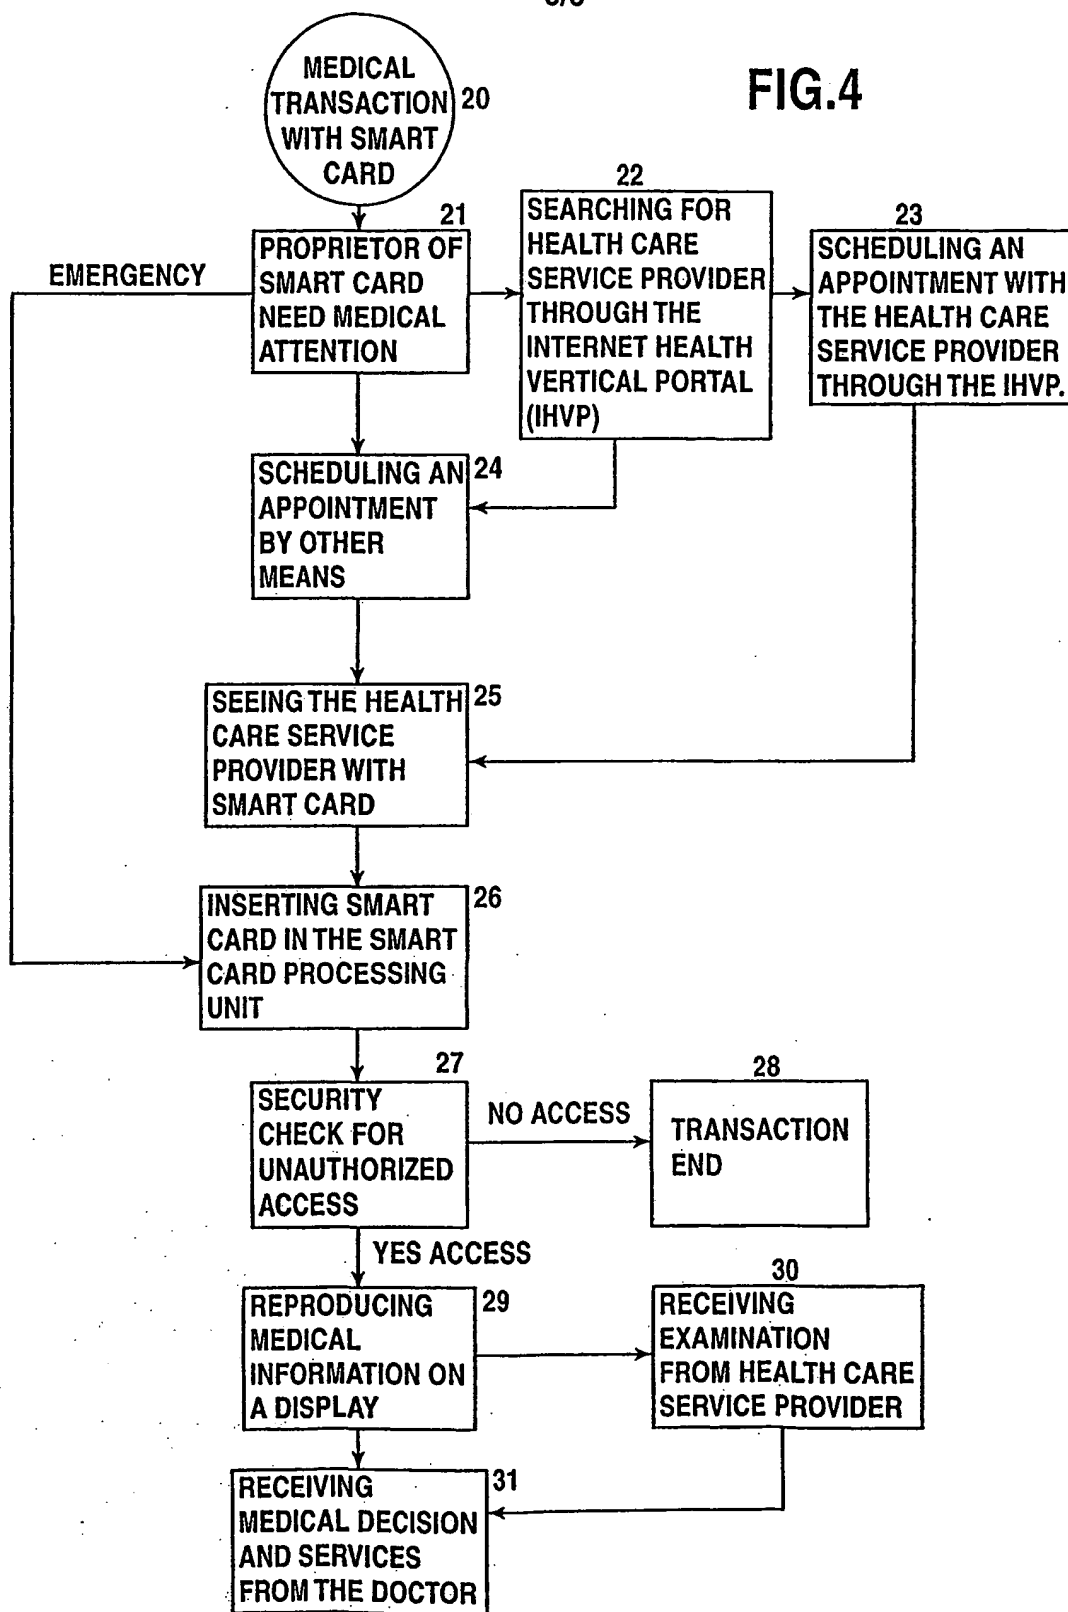 FIG.4
MEDICAL
TRANSACTION
WITH SMART
CARD
20
21
PROPRIETOR OF
SMART CARD
NEED MEDICAL
ATTENTION
EMERGENCY
22
SEARCHING FOR
HEALTH CARE
SERVICE PROVIDER
THROUGH THE
INTERNET HEALTH
VERTICAL PORTAL
(IHVP)
23
SCHEDULING AN
APPOINTMENT WITH
THE HEALTH CARE
SERVICE PROVIDER
THROUGH THE IHVP.
24
SCHEDULING AN
APPOINTMENT
BY OTHER
MEANS
25
SEEING THE HEALTH
CARE SERVICE
PROVIDER WITH
SMART CARD
26
INSERTING SMART
CARD IN THE SMART
CARD PROCESSING
UNIT
27
SECURITY
CHECK FOR
UNAUTHORIZED
ACCESS
NO ACCESS
28
TRANSACTION
END
YES ACCESS
29
REPRODUCING
MEDICAL
INFORMATION ON
A DISPLAY
30
RECEIVING
EXAMINATION
FROM HEALTH CARE
SERVICE PROVIDER
31
RECEIVING
MEDICAL DECISION
AND SERVICES
FROM THE DOCTOR